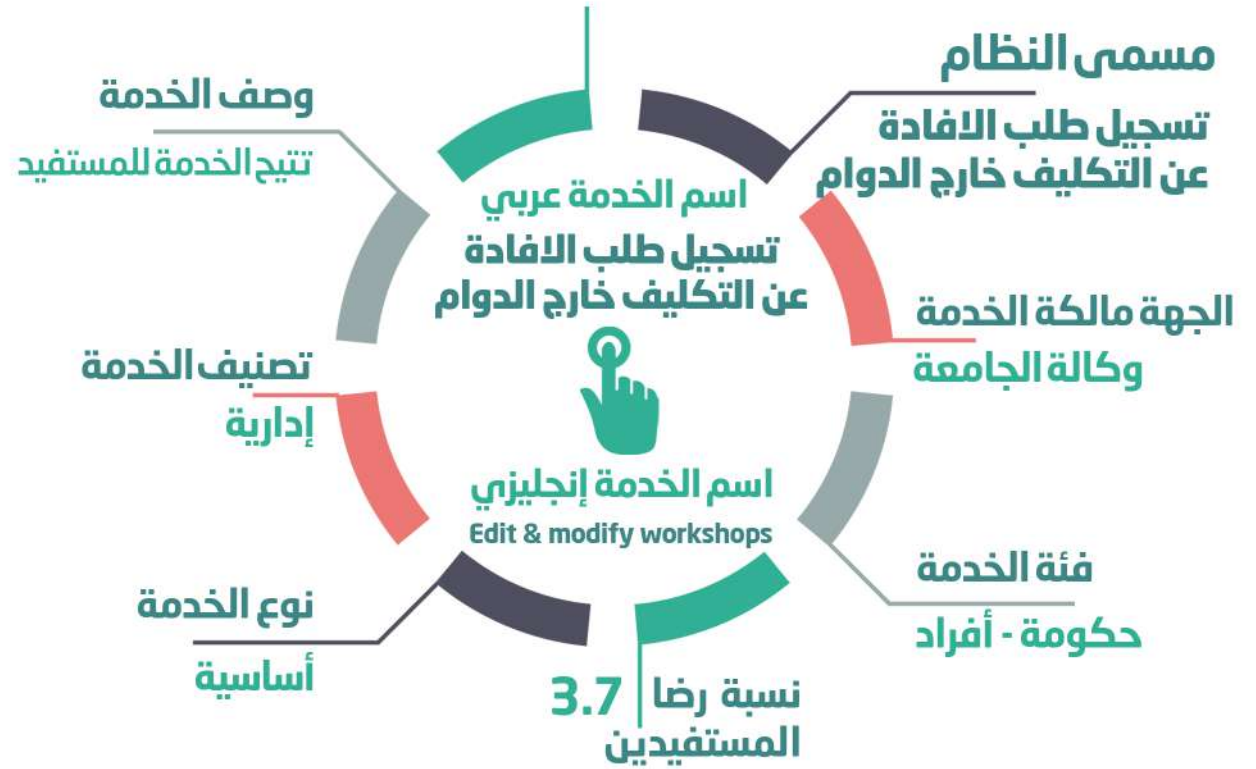 مسمى النظام
تسجيل طلب الافادة
عن التكليف خارج الدوام
الجهة مالكة الخدمة
وكالة الجامعة
فئة الخدمة
حكومة - أفراد
اسم الخدمة عربي
تسجيل طلب الافادة
عن التكليف خارج الدوام
اسم الخدمة إنجليزي
Edit & modify workshops
نسبة رضا 3.7
المستفيدين
وصف الخدمة
تتيح الخدمة للمستفيد
تصنيف الخدمة
إدارية
نوع الخدمة
أساسية